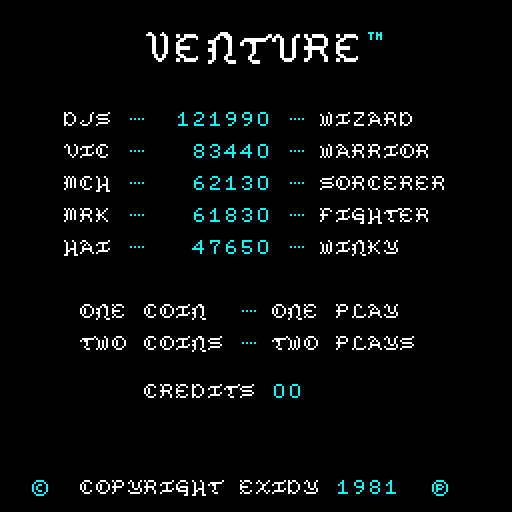 VENTURE™
DJS ···· 121990 ···· WIZARD
VIC ···· 83440 ···· WARRIOR
MCH ···· 62130 ···· SORCERER
MRK ···· 61830 ···· FIGHTER
HAI ···· 47650 ···· WINKY
ONE COIN ···· ONE PLAY
TWO COINS ···· TWO PLAYS
CREDITS 00
© COPYRIGHT EXIDY 1981 ®